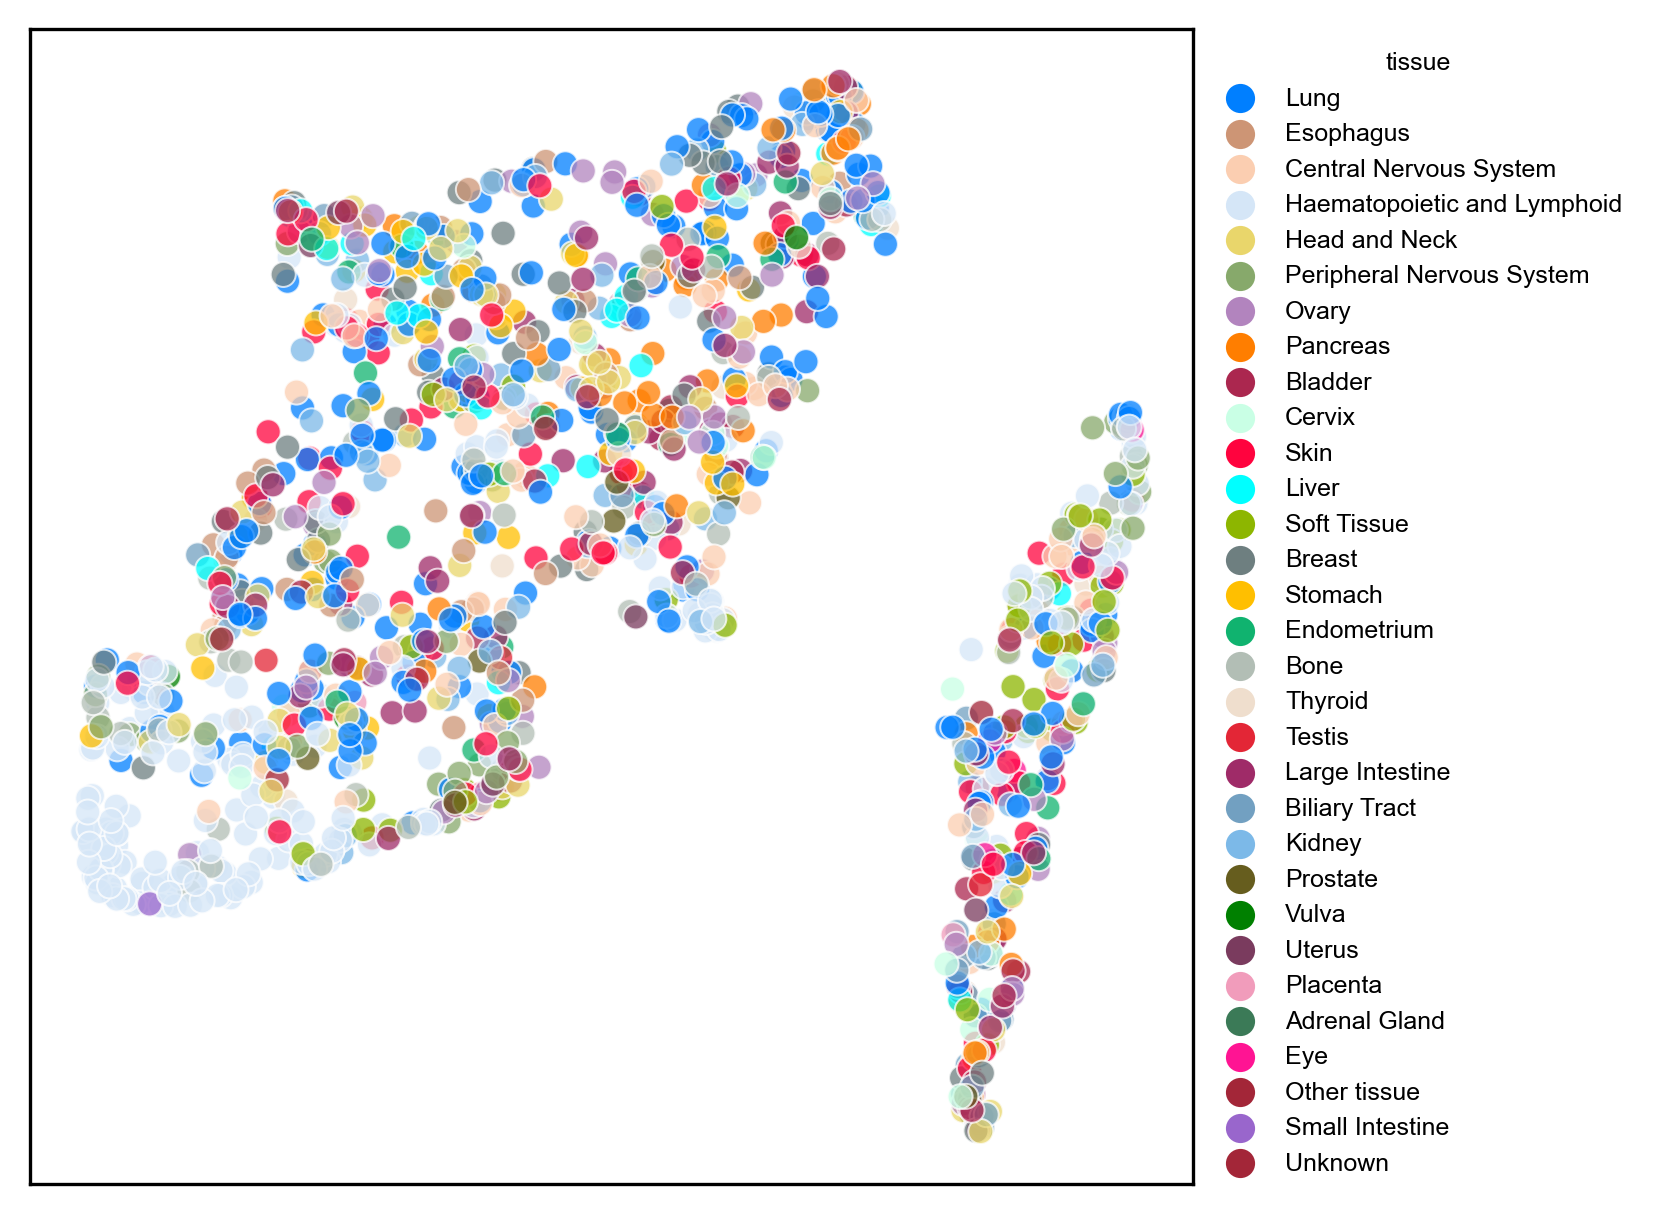 tissue
Lung
Esophagus
Central Nervous System
Haematopoietic and Lymphoid
Head and Neck
Peripheral Nervous System
Ovary
Pancreas
Bladder
Cervix
Skin
Liver
Soft Tissue
Breast
Stomach
Endometrium
Bone
Thyroid
Testis
Large Intestine
Biliary Tract
Kidney
Prostate
Vulva
Uterus
Placenta
Adrenal Gland
Eye
Other tissue
Small Intestine
Unknown